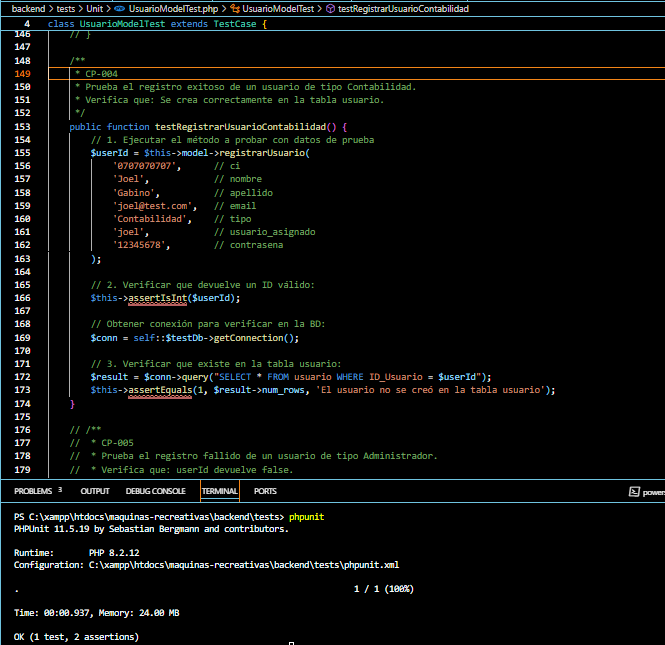 backend > tests > Unit > UsuarioModelTest.php > UsuarioModelTest > testRegistrarUsuarioContabilidad
4 class UsuarioModelTest extends TestCase {
146 // }
147
148 /**
149 * CP-004
150 * Prueba el registro exitoso de un usuario de tipo Contabilidad.
151 * Verifica que: Se crea correctamente en la tabla usuario.
152 */
153 public function testRegistrarUsuarioContabilidad() {
154 // 1. Ejecutar el método a probar con datos de prueba
155 $userId = $this->model->registrarUsuario(
156 '0707070707', // ci
157 'Joel', // nombre
158 'Gabino', // apellido
159 'joel@test.com', // email
160 'Contabilidad', // tipo
161 'joel', // usuario_asignado
162 '12345678', // contrasena
163 );
164
165 // 2. Verificar que devuelve un ID válido:
166 $this->assertIsInt($userId);
167
168 // Obtener conexión para verificar en la BD:
169 $conn = self::$testDb->getConnection();
170
171 // 3. Verificar que existe en la tabla usuario:
172 $result = $conn->query("SELECT * FROM usuario WHERE ID_Usuario = $userId");
173 $this->assertEquals(1, $result->num_rows, 'El usuario no se creó en la tabla usuario');
174 }
175
176 // /**
177 // * CP-005
178 // * Prueba el registro fallido de un usuario de tipo Administrador.
179 // * Verifica que: userId devuelve false.
PROBLEMS 3 OUTPUT DEBUG CONSOLE TERMINAL PORTS
PS C:\xampp\htdocs\maquinas-recreativas\backend\tests> phpunit
PHPUnit 11.5.19 by Sebastian Bergmann and contributors.
Runtime: PHP 8.2.12
Configuration: C:\xampp\htdocs\maquinas-recreativas\backend\tests\phpunit.xml
. 1 / 1 (100%)
Time: 00:00.937, Memory: 24.00 MB
OK (1 test, 2 assertions)